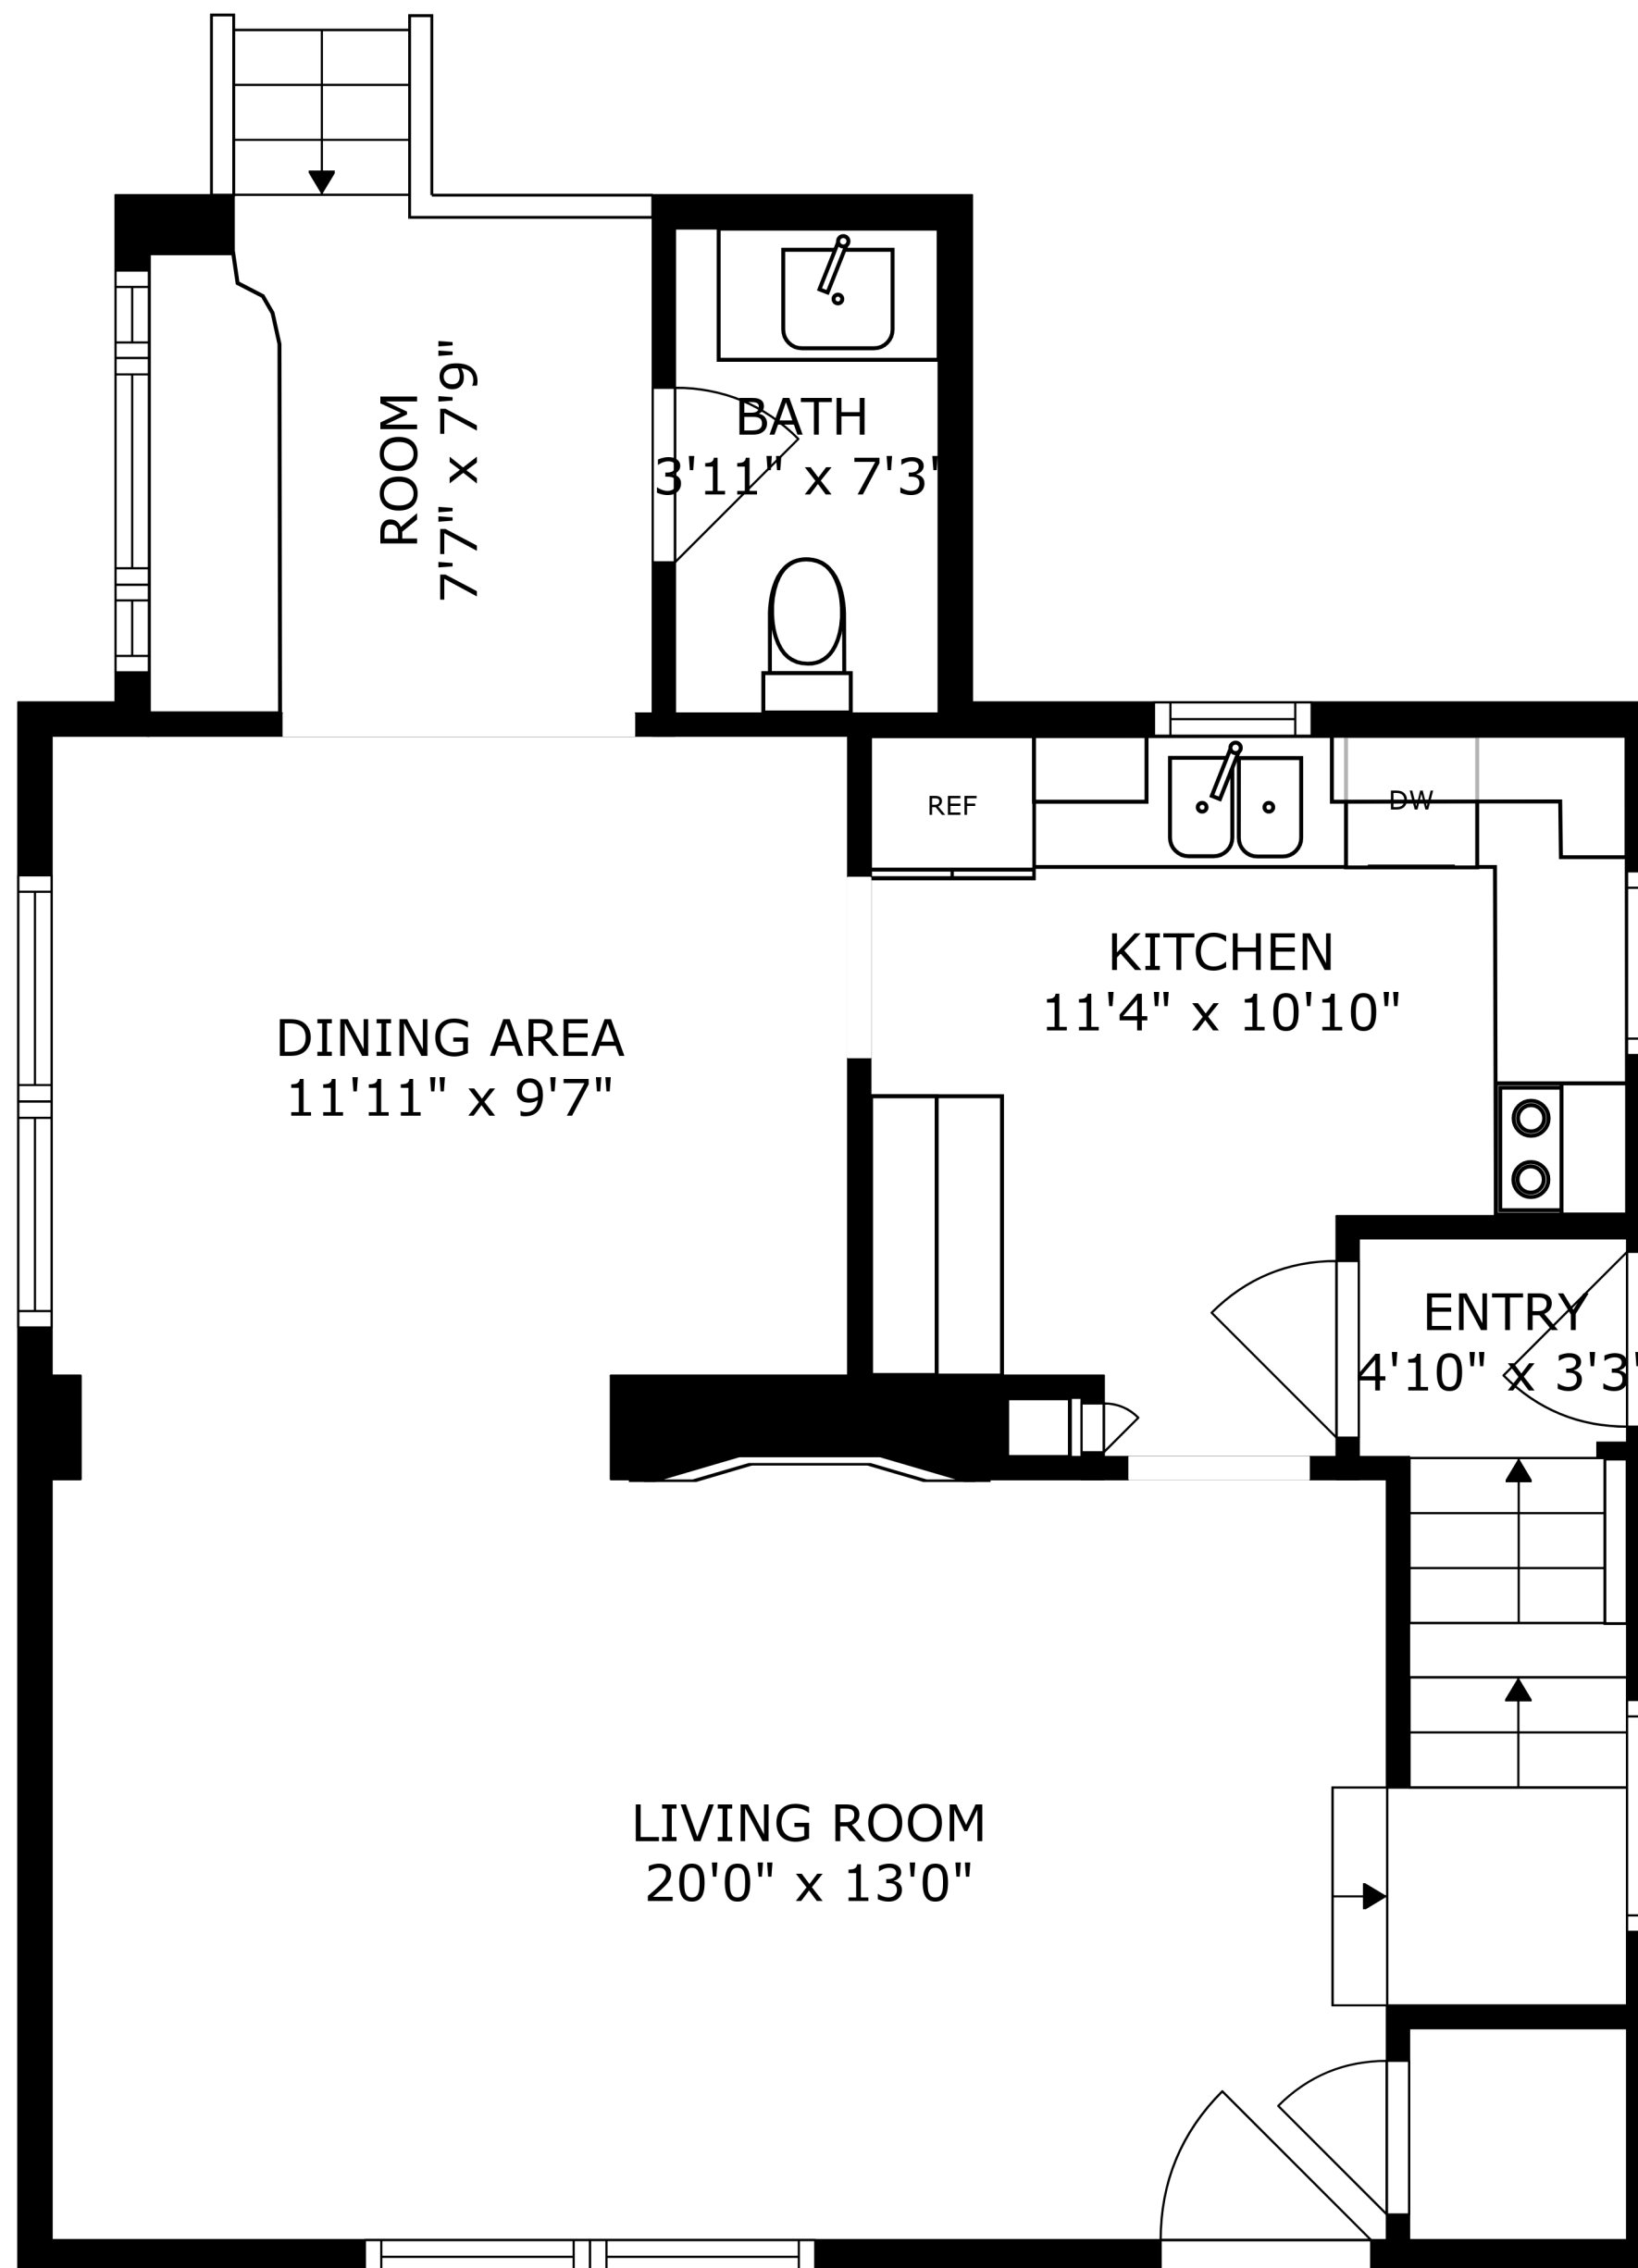 ROOM
7'7" x 7'9"
BATH
3'11" x 7'3"
REF
DW
KITCHEN
11'4" x 10'10"
DINING AREA
11'11" x 9'7"
ENTRY
4'10" x 3'3"
LIVING ROOM
20'0" x 13'0"